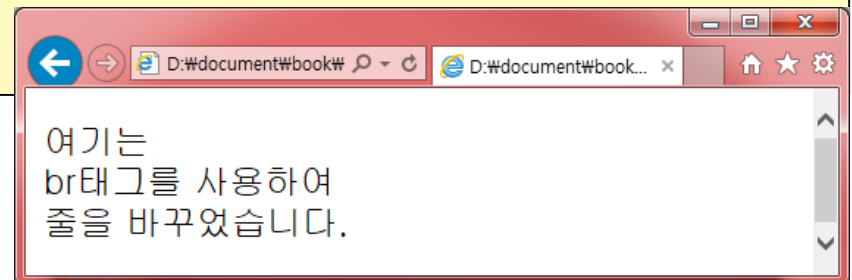 D:₩document₩book₩
D:₩document₩book...
여기는
br태그를 사용하여
줄을 바꾸었습니다.